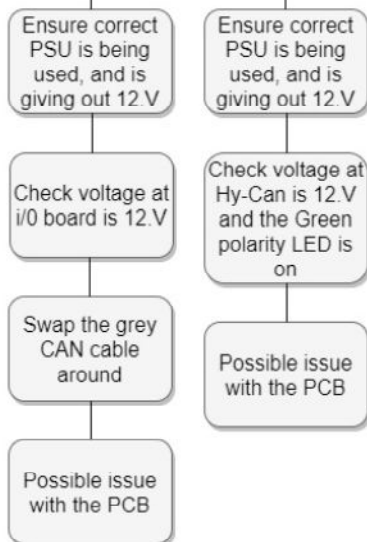 Ensure correct
PSU is being
used, and is
giving out 12.V
Check voltage at
i/0 board is 12.V
Swap the grey
CAN cable
around
Possible issue
with the PCB
Ensure correct
PSU is being
used, and is
giving out 12.V
Check voltage at
Hy-Can is 12.V
and the Green
polarity LED is
on
Possible issue
with the PCB